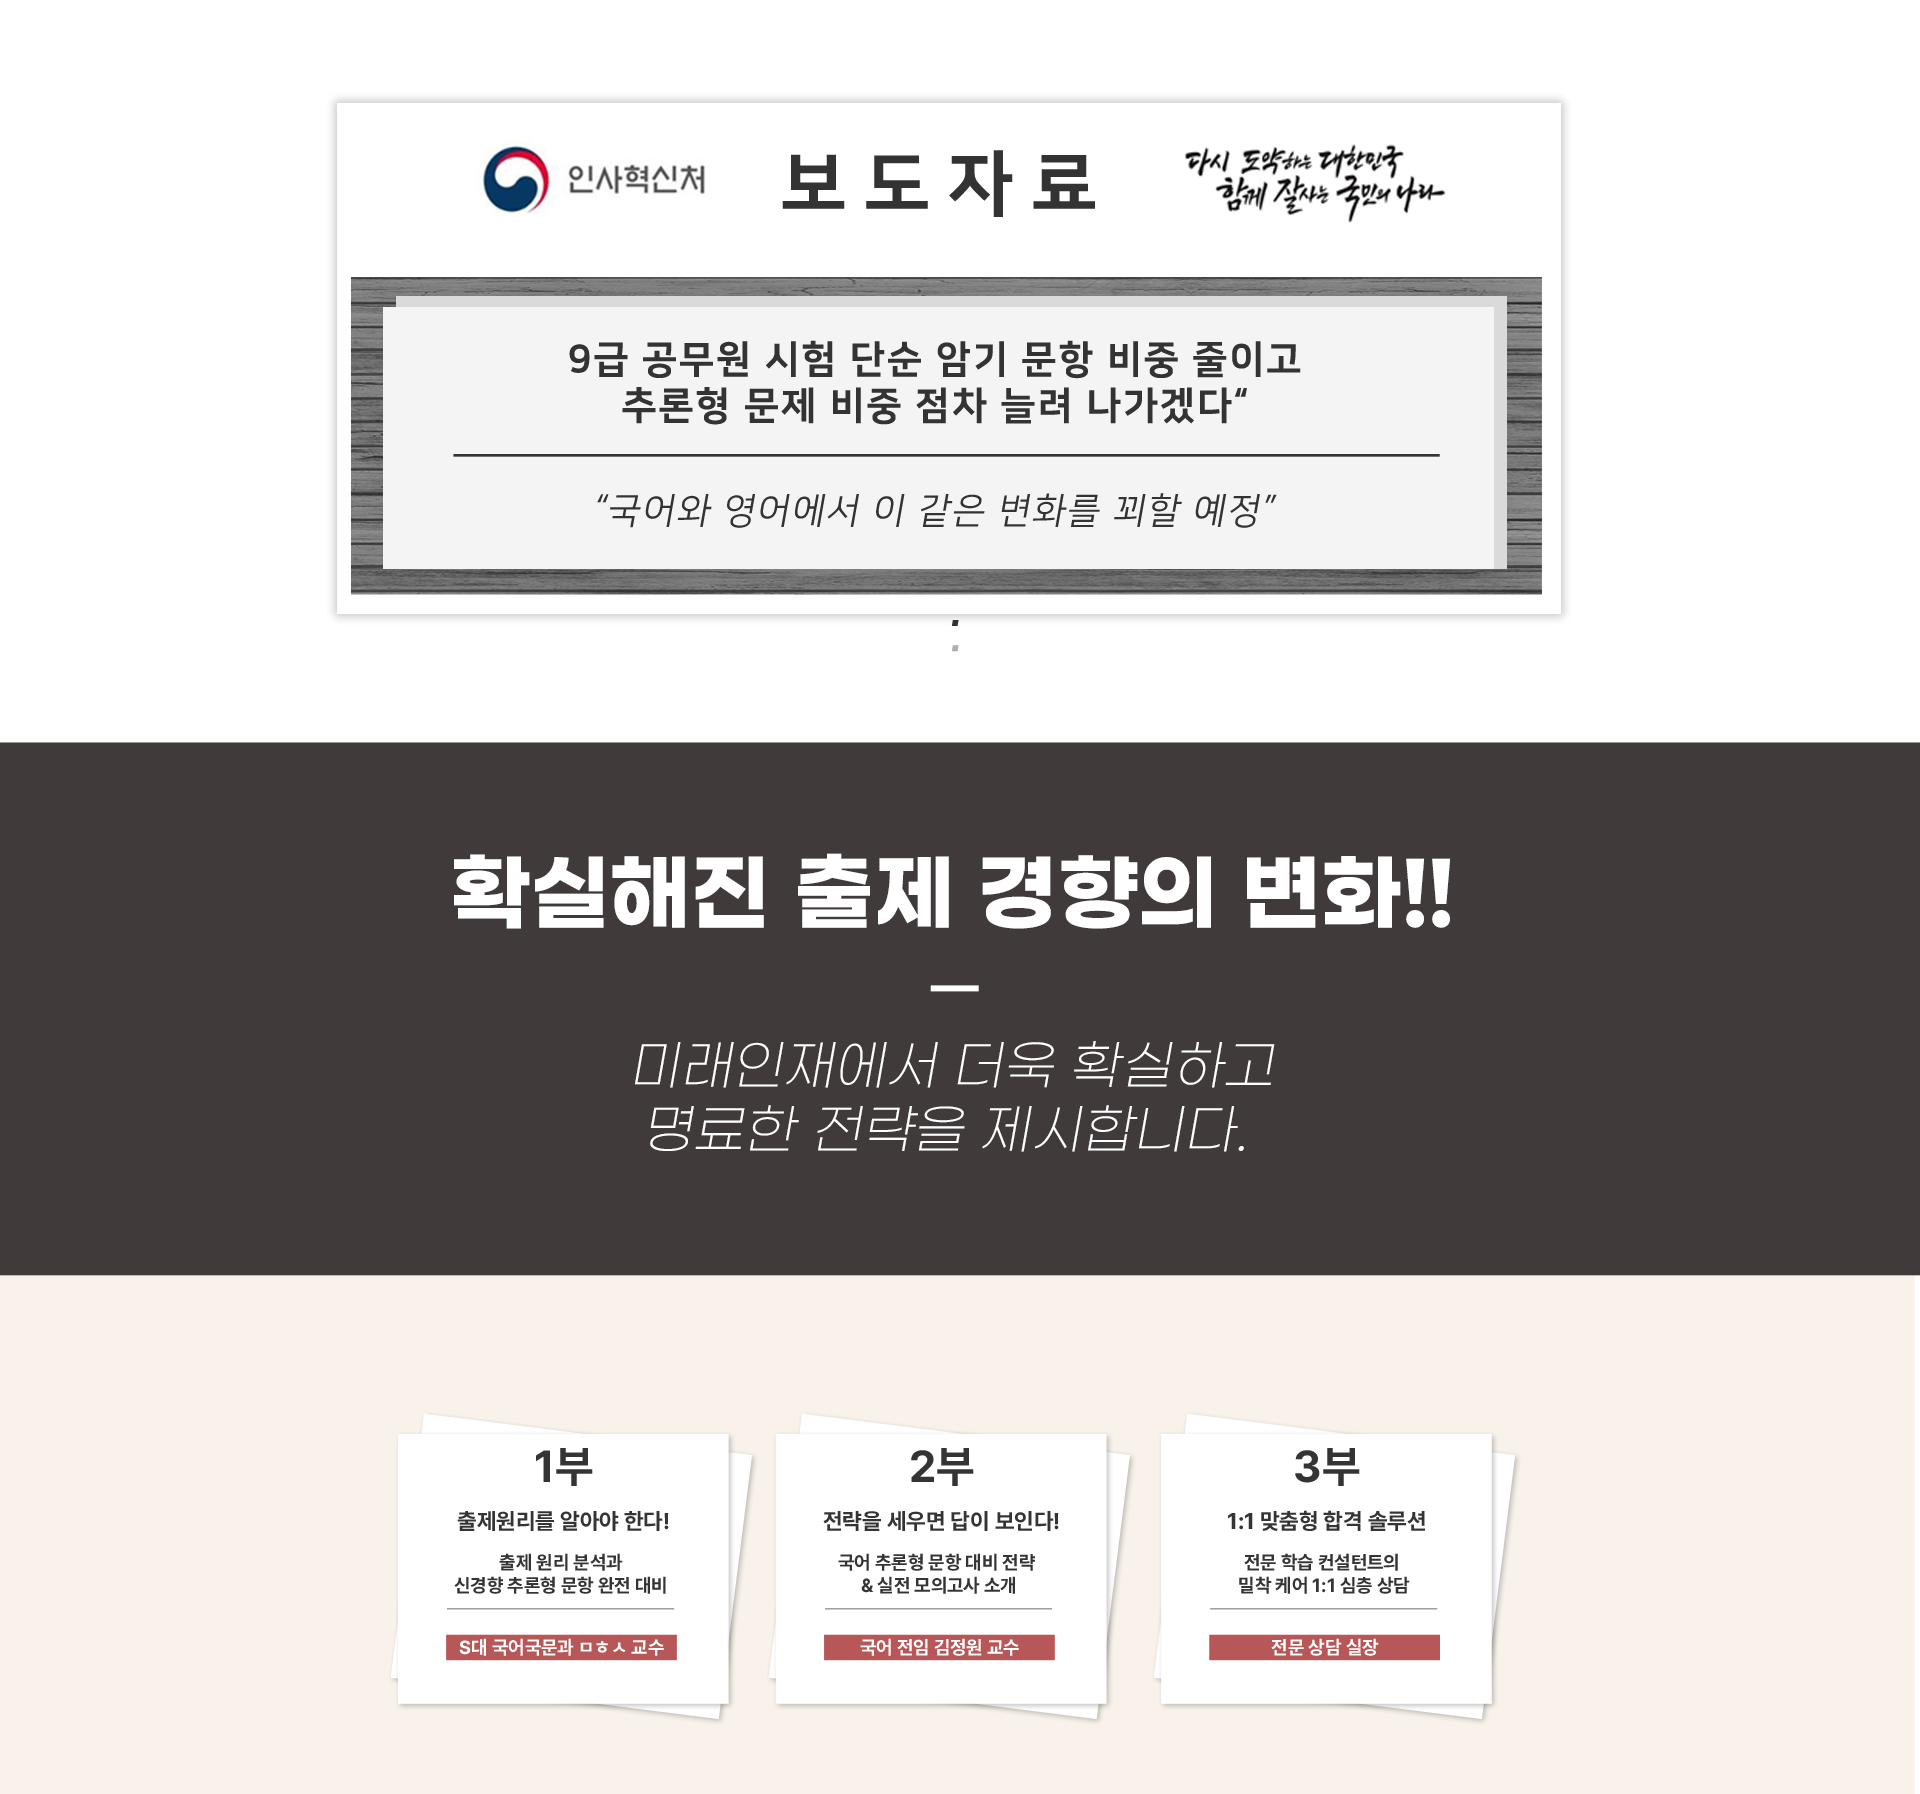 인사혁신처
보도자료
다시 도약하는 대한민국
함께 잘사는 국민의 나라
9급 공무원 시험 단순 암기 문항 비중 줄이고
추론형 문제 비중 점차 늘려 나가겠다“
“국어와 영어에서 이 같은 변화를 꾀할 예정”
확실해진 출제 경향의 변화!!
미래인재에서 더욱 확실하고
명료한 전략을 제시합니다.
1부
출제원리를 알아야 한다!
출제 원리 분석과
신경향 추론형 문항 완전 대비
S대 국어국문과 ㅁㅎㅅ 교수
2부
전략을 세우면 답이 보인다!
국어 추론형 문항 대비 전략
& 실전 모의고사 소개
국어 전임 김정원 교수
3부
1:1 맞춤형 합격 솔루션
전문 학습 컨설턴트의
밀착 케어 1:1 심층 상담
전문 상담 실장